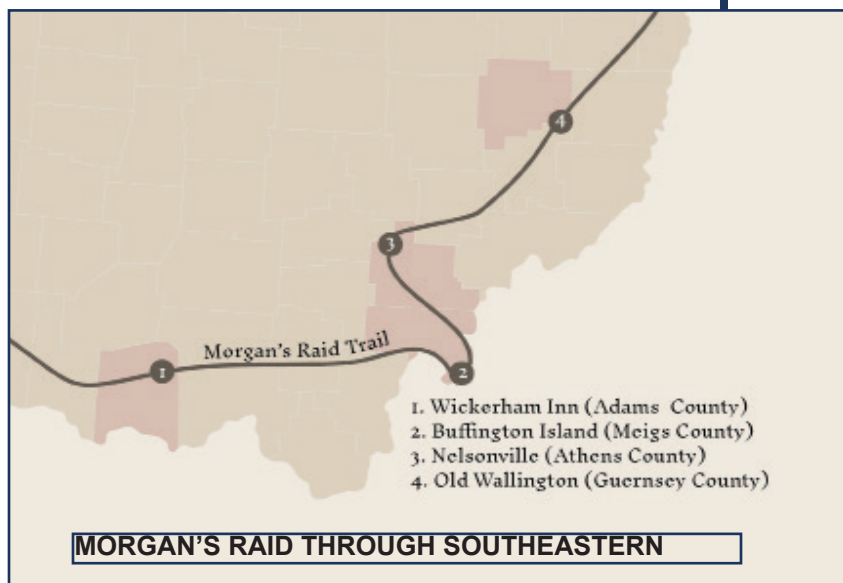 4
3
Morgan's Raid Trail
1
2
1. Wickerham Inn (Adams County)
2. Buffington Island (Meigs County)
3. Nelsonville (Athens County)
4. Old Wallington (Guernsey County)
MORGAN'S RAID THROUGH SOUTHEASTERN